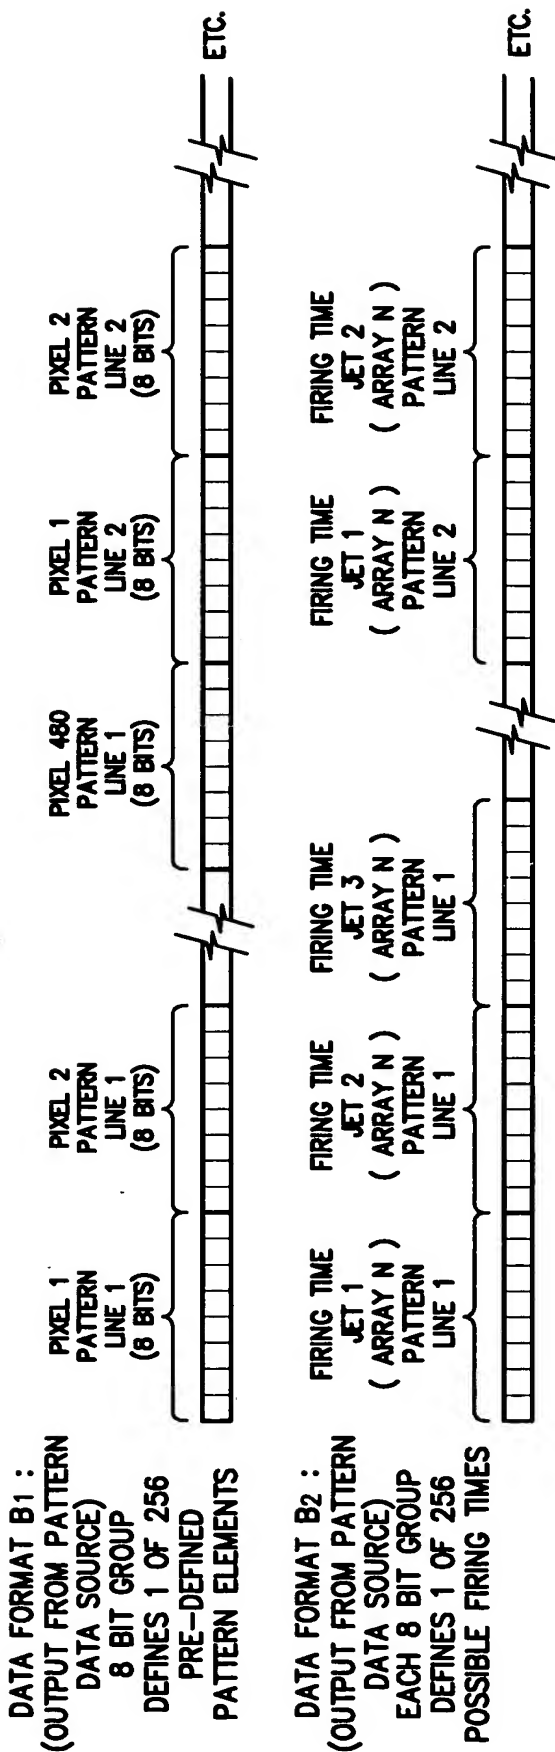 DATA FORMAT B1 :
(OUTPUT FROM PATTERN
DATA SOURCE)
8 BIT GROUP
DEFINES 1 OF 256
PRE-DEFINED
PATTERN ELEMENTS
PIXEL 1
PATTERN
LINE 1
(8 BITS)
PIXEL 2
PATTERN
LINE 1
(8 BITS)
PIXEL 480
PATTERN
LINE 1
(8 BITS)
PIXEL 1
PATTERN
LINE 2
(8 BITS)
PIXEL 2
PATTERN
LINE 2
(8 BITS)
ETC.
DATA FORMAT B2 :
(OUTPUT FROM PATTERN
DATA SOURCE)
EACH 8 BIT GROUP
DEFINES 1 OF 256
POSSIBLE FIRING TIMES
FIRING TIME
JET 1
( ARRAY N )
PATTERN
LINE 1
FIRING TIME
JET 2
( ARRAY N )
PATTERN
LINE 1
FIRING TIME
JET 3
( ARRAY N )
PATTERN
LINE 1
FIRING TIME
JET 1
( ARRAY N )
PATTERN
LINE 2
FIRING TIME
JET 2
( ARRAY N )
PATTERN
LINE 2
ETC.